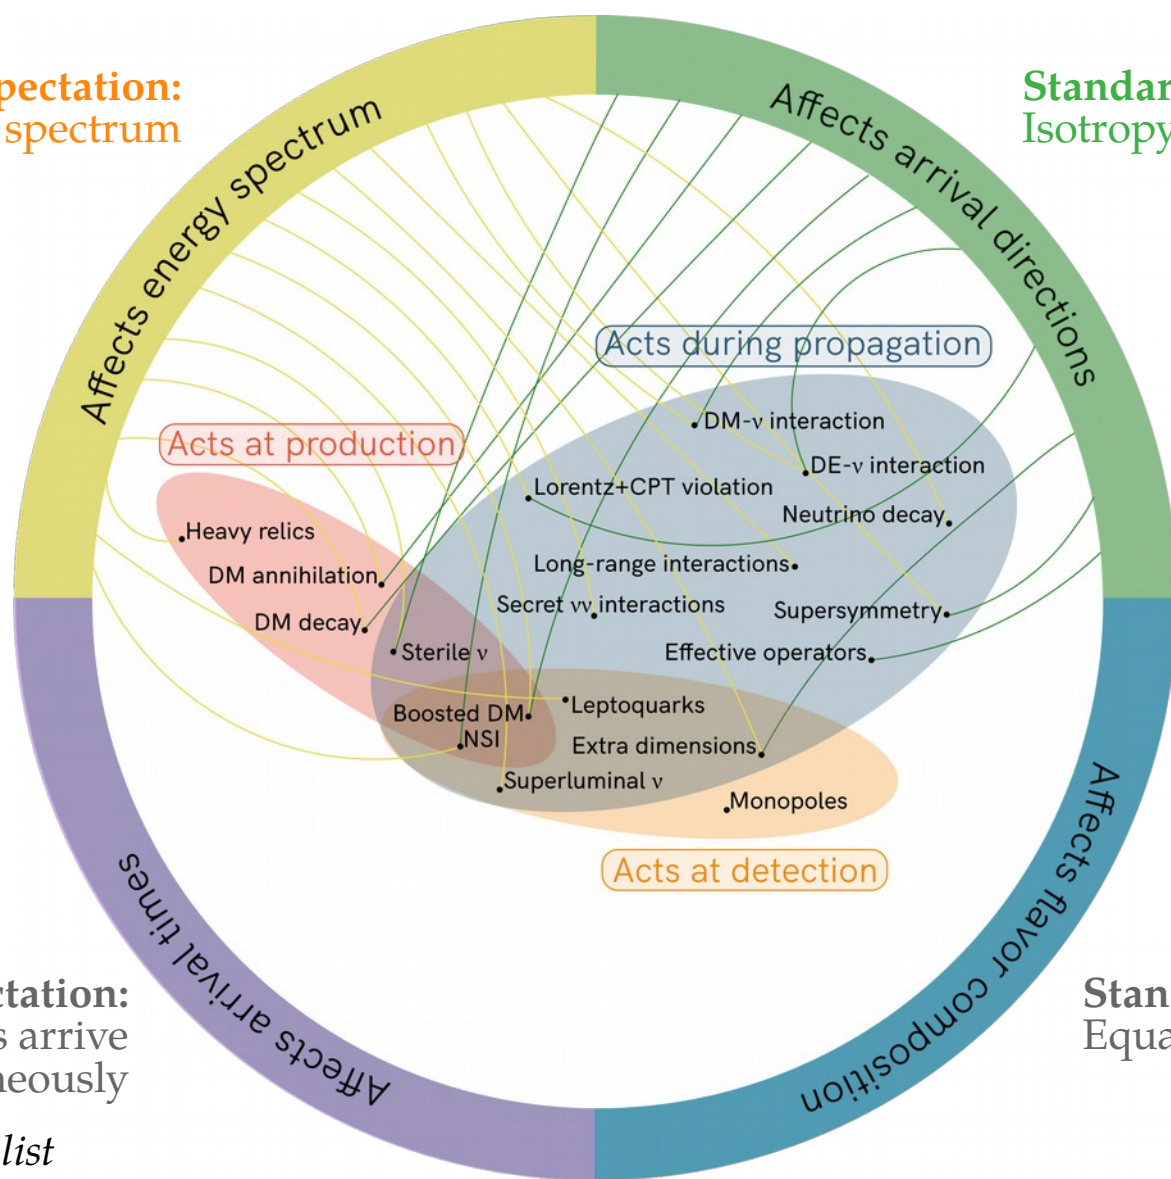 pectation:
spectrum
Standar
Isotropy
Affects energy spectrum
Affects arrival directions
Acts during propagation
DM-ν interaction
Acts at production
DE-ν interaction
Lorentz+CPT violation
Neutrino decay
Heavy relics
Long-range interactions
DM annihilation
Secret νν interactions
Supersymmetry
DM decay
Sterile ν
Effective operators
Leptoquarks
Boosted DM
NSI
Extra dimensions
Superluminal ν
Monopoles
Acts at detection
Affects arrival times
Affects flavor composition
ctation:
s arrive
neously
list
Stan
Equa